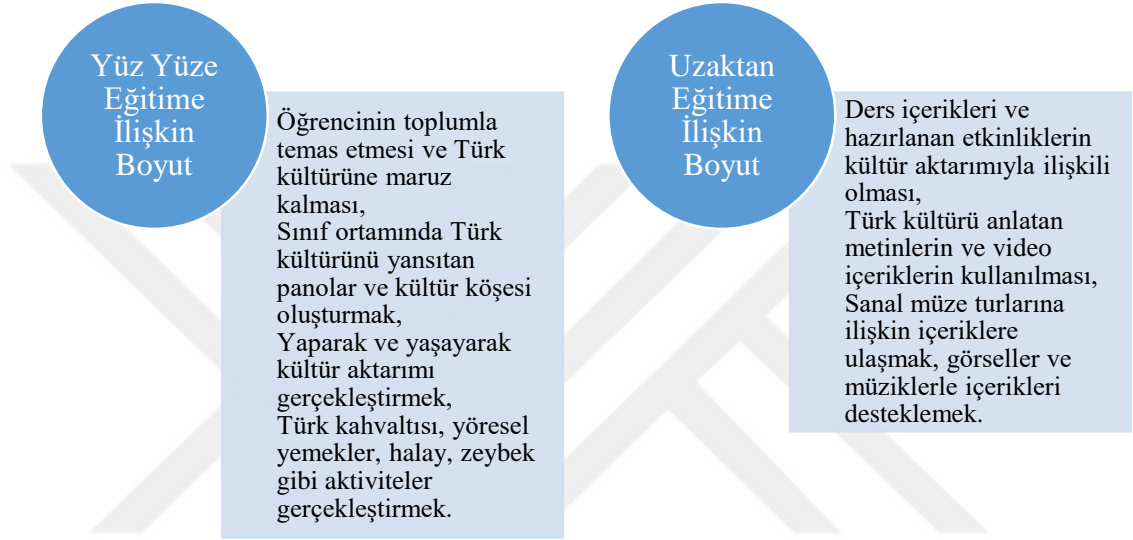 Yüz Yüze
Eğitime
İlişkin
Boyut
Öğrencinin toplumla
temas etmesi ve Türk
kültürüne maruz
kalması,
Sınıf ortamında Türk
kültürünü yansıtan
panolar ve kültür köşesi
oluşturmak,
Yaparak ve yaşayarak
kültür aktarımı
gerçekleştirmek,
Türk kahvaltısı, yöresel
yemekler, halay, zeybek
gibi aktiviteler
gerçekleştirmek.
Uzaktan
Eğitime
İlişkin
Boyut
Ders içerikleri ve
hazırlanan etkinliklerin
kültür aktarımıyla ilişkili
olması,
Türk kültürü anlatan
metinlerin ve video
içeriklerin kullanılması,
Sanal müze turlarına
ilişkin içeriklere
ulaşmak, görseller ve
müziklerle içerikleri
desteklemek.